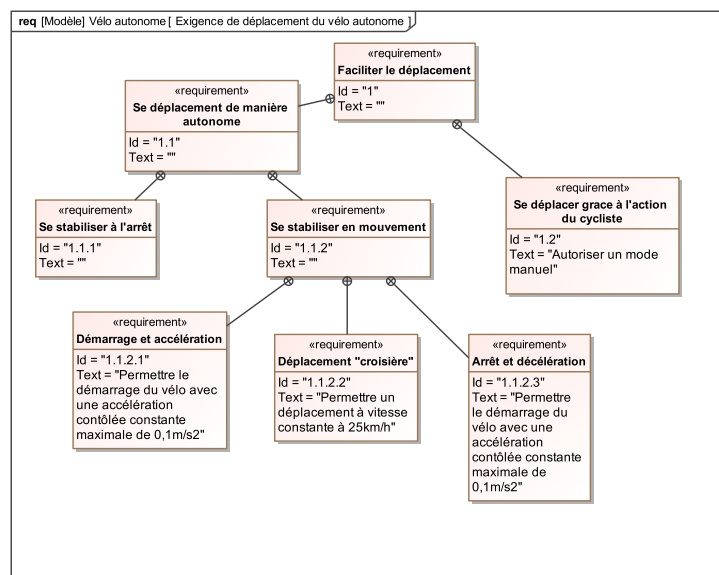 req [Modèle] Vélo autonome [ Exigence de déplacement du vélo autonome ]
«requirement»
Faciliter le déplacement
Id = "1"
Text = ""
«requirement»
Se déplacement de manière
autonome
Id = "1.1"
Text = ""
«requirement»
Se déplacer grace à l'action
du cycliste
Id = "1.2"
Text = "Autoriser un mode
manuel"
«requirement»
Se stabiliser à l'arrêt
Id = "1.1.1"
Text = ""
«requirement»
Se stabiliser en mouvement
Id = "1.1.2"
Text = ""
«requirement»
Démarrage et accélération
Id = "1.1.2.1"
Text = "Permettre le
démarrage du vélo avec
une accélération
contôlée constante
maximale de 0,1m/s2"
«requirement»
Déplacement "croisière"
Id = "1.1.2.2"
Text = "Permettre un
déplacement à vitesse
constante à 25km/h"
«requirement»
Arrêt et décélération
Id = "1.1.2.3"
Text = "Permettre
le démarrage du
vélo avec une
accélération
contôlée constante
maximale de
0,1m/s2"